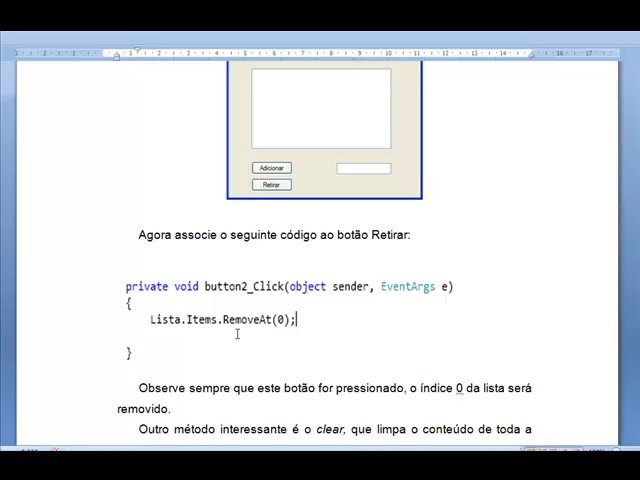 Adicionar
Retirar
Agora associe o seguinte código ao botão Retirar:
private void button2_Click(object sender, EventArgs e)
{
Lista.Items.RemoveAt(0);
}
Observe sempre que este botão for pressionado, o índice 0 da lista será
removido.
Outro método interessante é o clear, que limpa o conteúdo de toda a